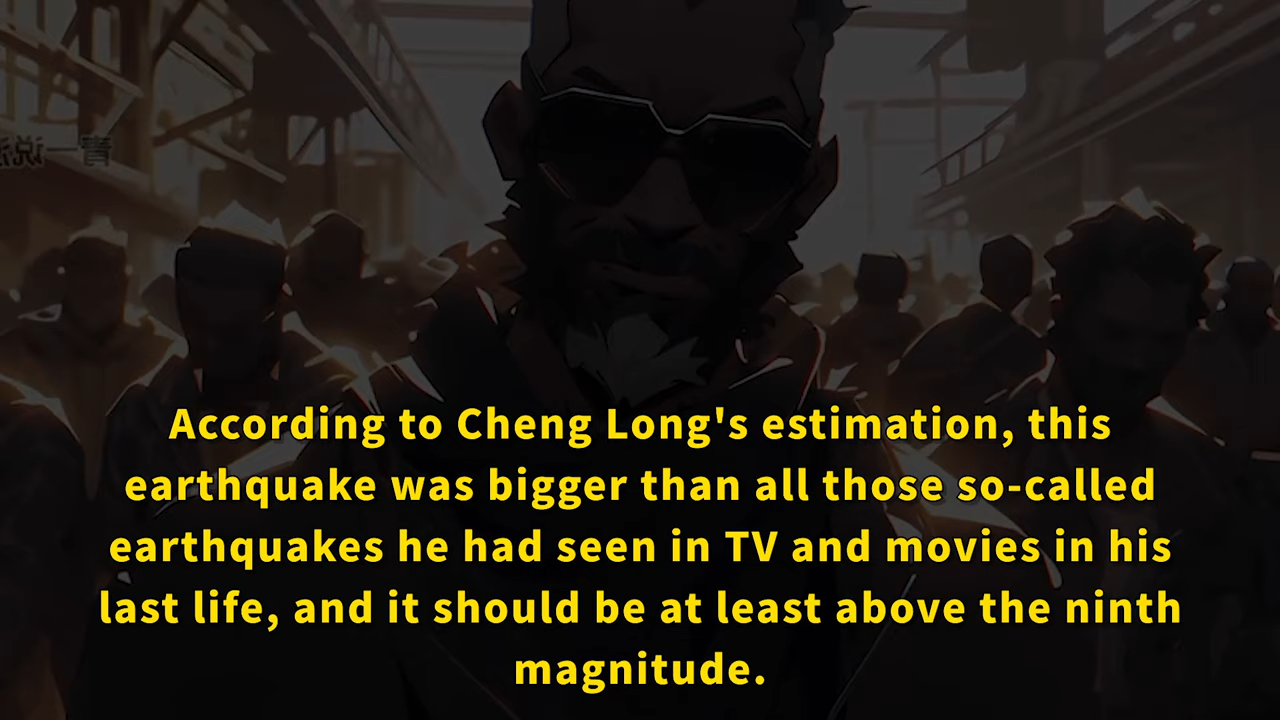 According to Cheng Long's estimation, this
earthquake was bigger than all those so-called
earthquakes he had seen in TV and movies in his
last life, and it should be at least above the ninth
magnitude.